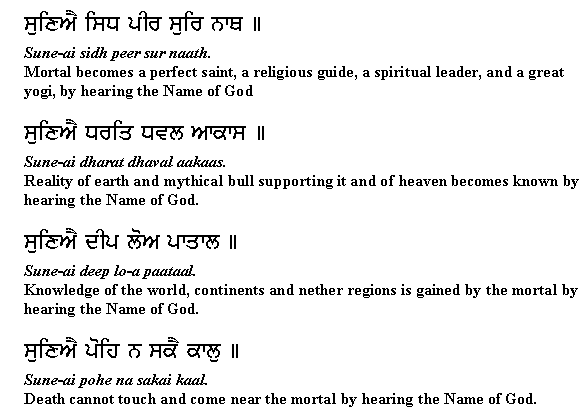 ਸੁਣਿਐ ਸਿਧ ਪੀਰ ਸੁਰਿ ਨਾਥ ॥
Sune-ai sidh peer sur naath.
Mortal becomes a perfect saint, a religious guide, a spiritual leader, and a great
yogi, by hearing the Name of God
ਸੁਣਿਐ ਧਰਤਿ ਧਵਲ ਆਕਾਸ ॥
Sune-ai dharat dhaval aakaas.
Reality of earth and mythical bull supporting it and of heaven becomes known by
hearing the Name of God.
ਸੁਣਿਐ ਦੀਪ ਲੋਅ ਪਾਤਾਲ ॥
Sune-ai deep lo-a paataal.
Knowledge of the world, continents and nether regions is gained by the mortal by
hearing the Name of God.
ਸੁਣਿਐ ਪੋਹਿ ਨ ਸਕੈ ਕਾਲੁ ॥
Sune-ai pohe na sakai kaal.
Death cannot touch and come near the mortal by hearing the Name of God.